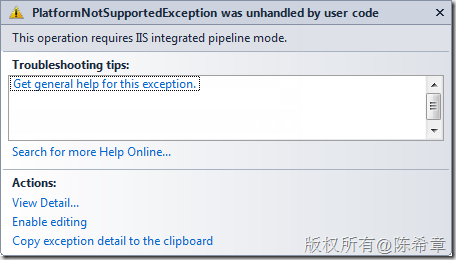 PlatformNotSupportedException was unhandled by user code
This operation requires IIS integrated pipeline mode.
Troubleshooting tips:
Get general help for this exception.
Search for more Help Online...
Actions:
View Detail...
Enable editing
Copy exception detail to the clipboard
版权所有@陈希章